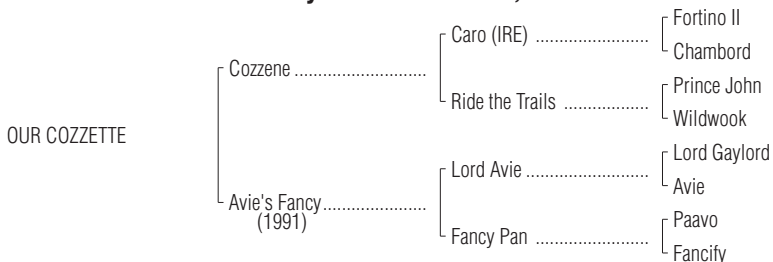 Fortino II
Caro (IRE) ..........................
Chambord
Cozzene ..............................
Prince John
Ride the Trails ...................
Wildwook
OUR COZZETTE
Lord Gaylord
Lord Avie ............................
Avie
Avie's Fancy .......................
(1991)
Paavo
Fancy Pan .........................
Fancify